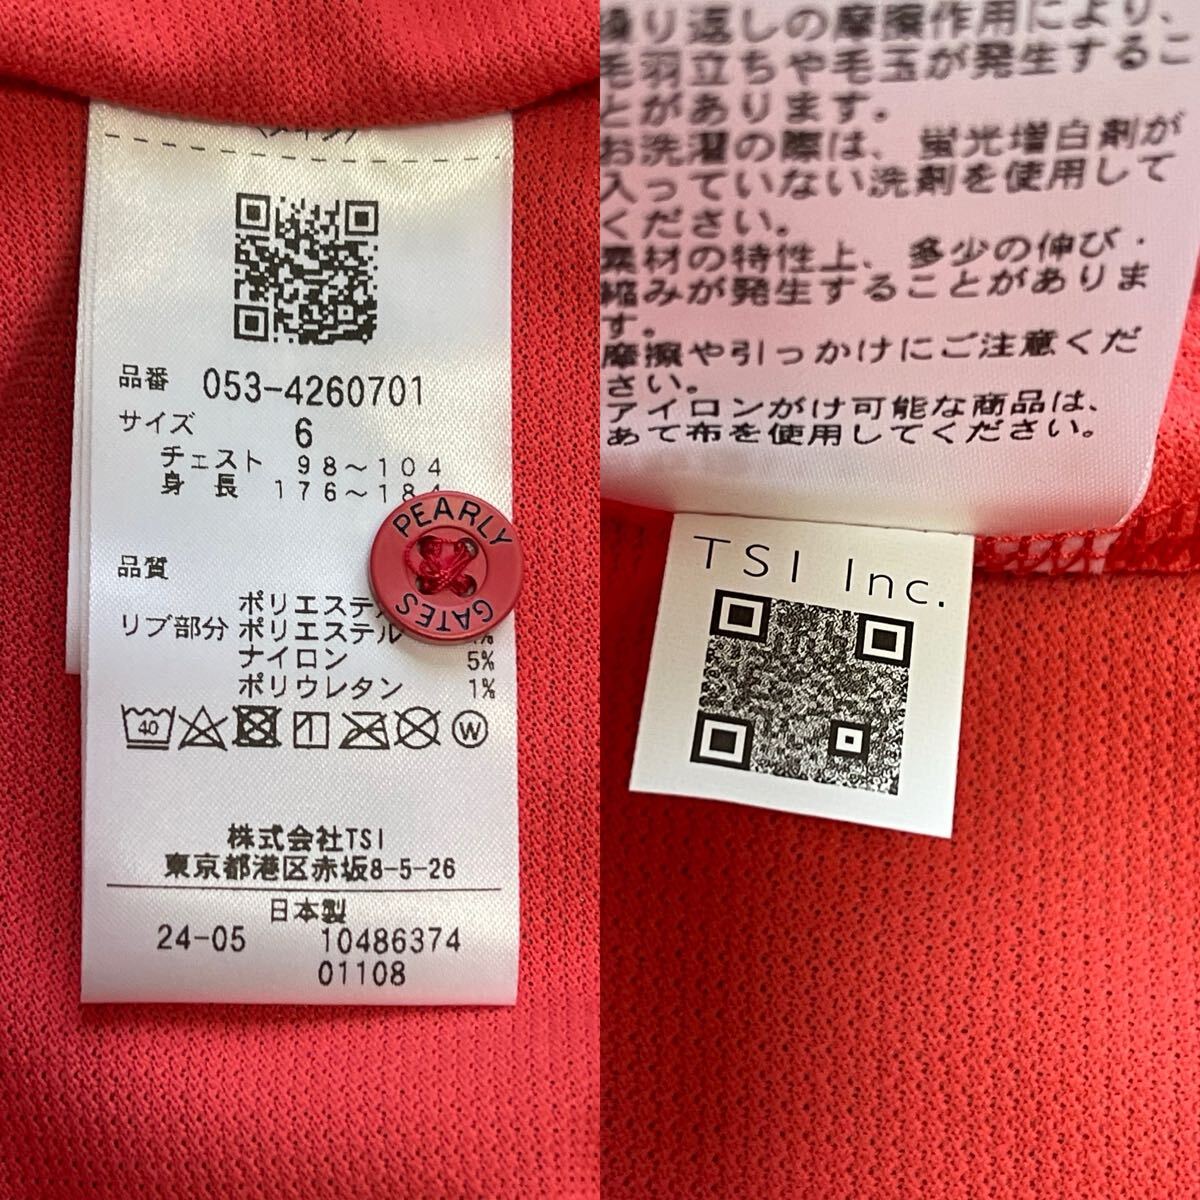 品番 053-4260701
サイズ 6
チェスト 98～104
身長 176～184
PEARLY
GATES
品質
ポリエステル
リブ部分 ポリエステル
ナイロン 5%
ポリウレタン 1%
40
W
株式会社TSI
東京都港区赤坂8-5-26
日本製
24-05 10486374
01108
繰り返しの摩擦作用により、
毛羽立ちや毛玉が発生するこ
とがあります。
お洗濯の際は、蛍光増白剤が
入っていない洗剤を使用して
ください。
素材の特性上、多少の伸び・
縮みが発生することがありま
す。
摩擦や引っかけにご注意くだ
さい。
アイロンがけ可能な商品は、
あて布を使用してください。
TSI Inc.